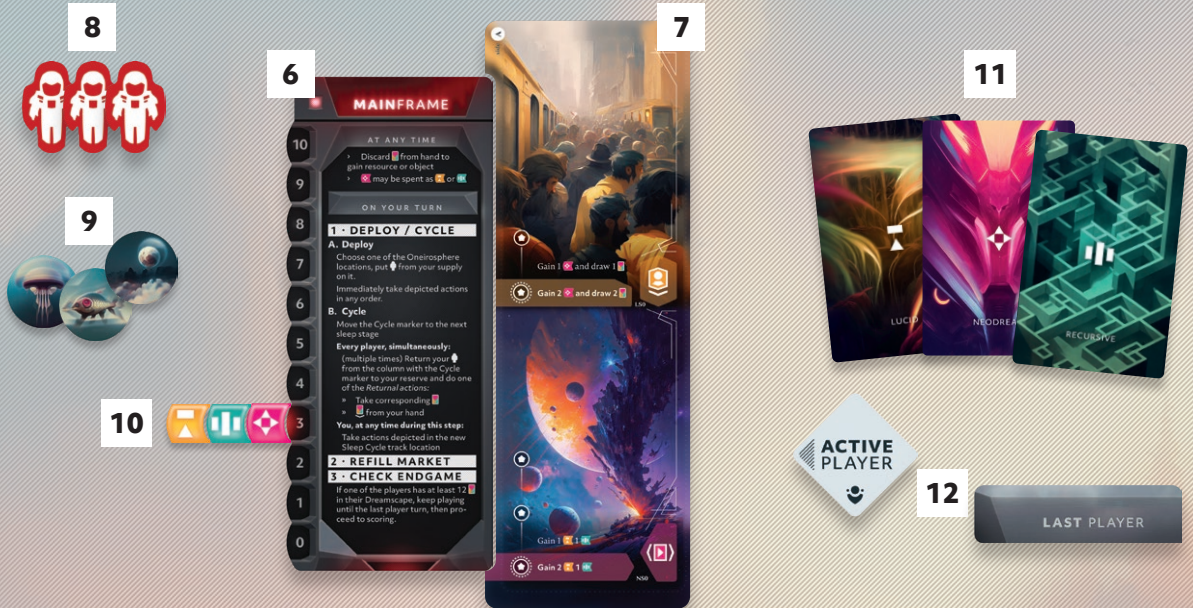 8
9
10
6
MAINFRAME
10
9
8
7
6
5
4
3
2
1
0
AT ANY TIME
› Discard from hand to
gain resource or object
› may be spent as or
ON YOUR TURN
1 · DEPLOY / CYCLE
A. Deploy
Choose one of the Oneirosphere
locations, put from your supply
on it.
Immediately take depicted actions
in any order.
B. Cycle
Move the Cycle marker to the next
sleep stage
Every player, simultaneously:
(multiple times) Return your
from the column with the Cycle
marker to your reserve and do one
of the Returnal actions:
» Take corresponding
» from your hand
You, at any time during this step:
Take actions depicted in the new
Sleep Cycle track location
2 · REFILL MARKET
3 · CHECK ENDGAME
If one of the players has at least 12
in their Dreamscape, keep playing
until the last player turn, then pro-
ceed to scoring.
7
Gain 1 and draw 1
Gain 2 and draw 2
LS0
Gain 1 1
Gain 2 1
NS0
11
LUCID
NEODREA
RECURSIVE
ACTIVE
PLAYER
12
LAST PLAYER